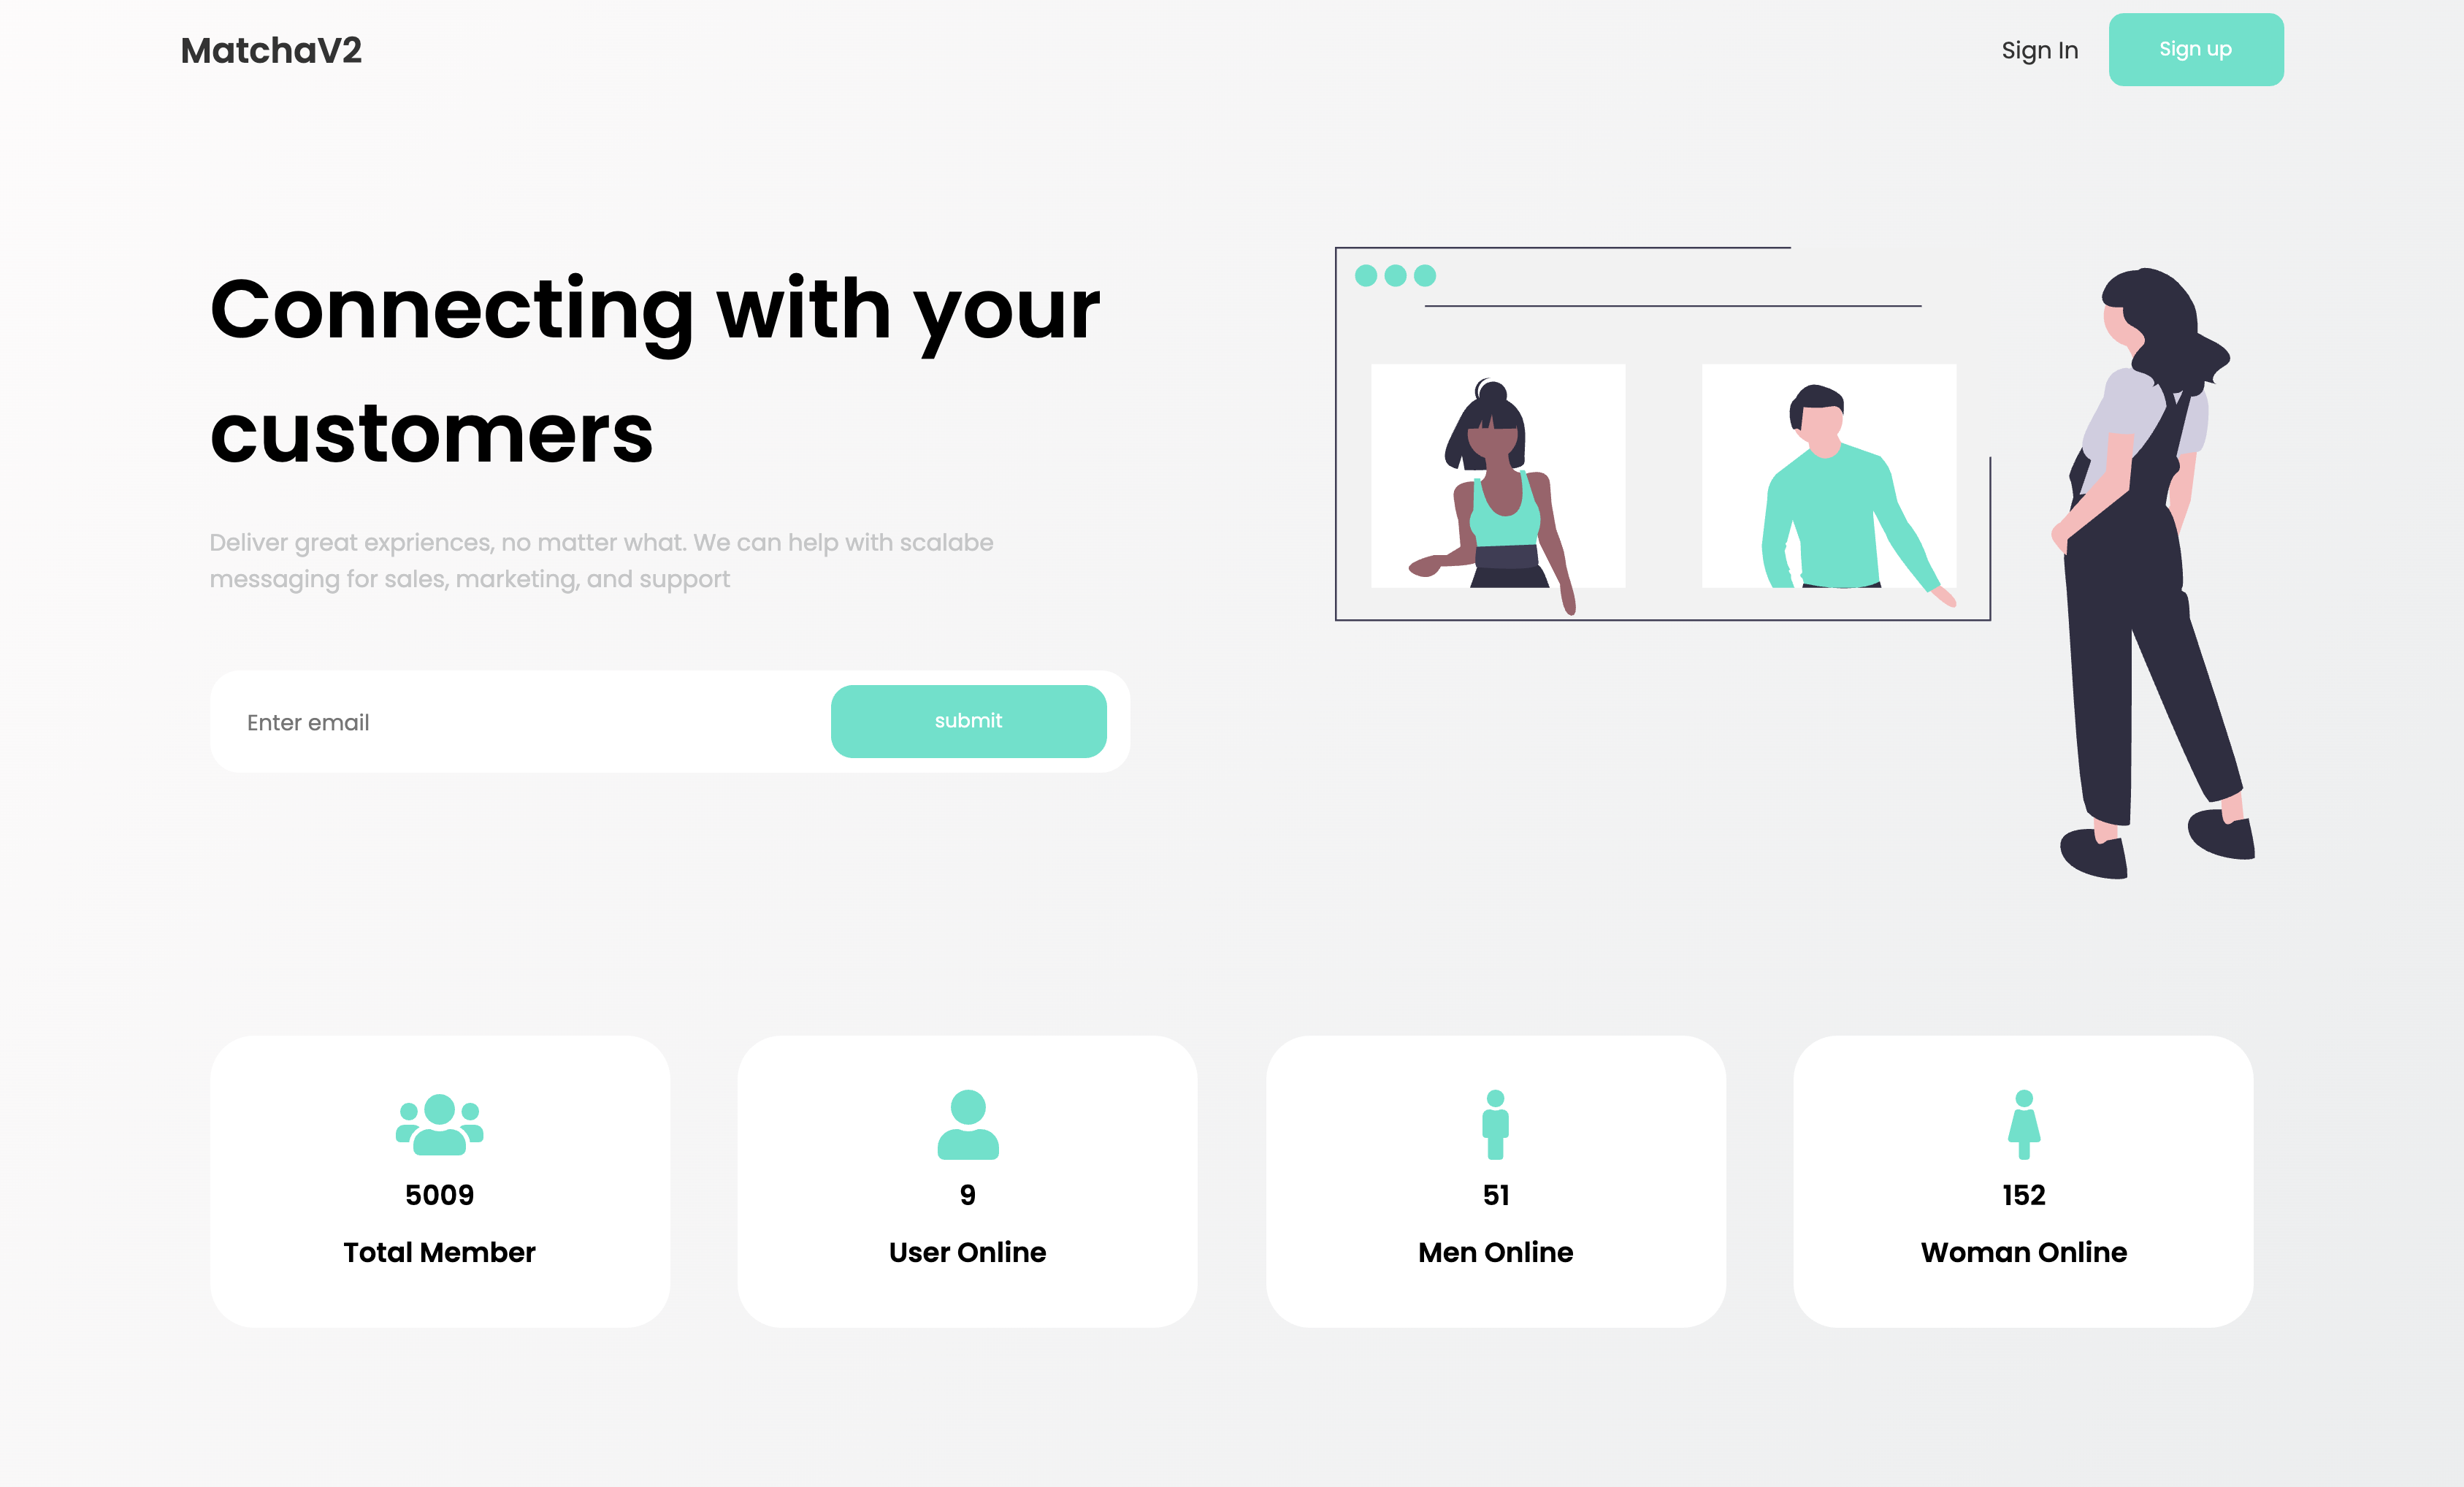 MatchaV2
Sign In
Sign up
Connecting with your
customers
Deliver great expriences, no matter what. We can help with scalabe
messaging for sales, marketing, and support
Enter email
submit
5009
Total Member
9
User Online
51
Men Online
152
Woman Online